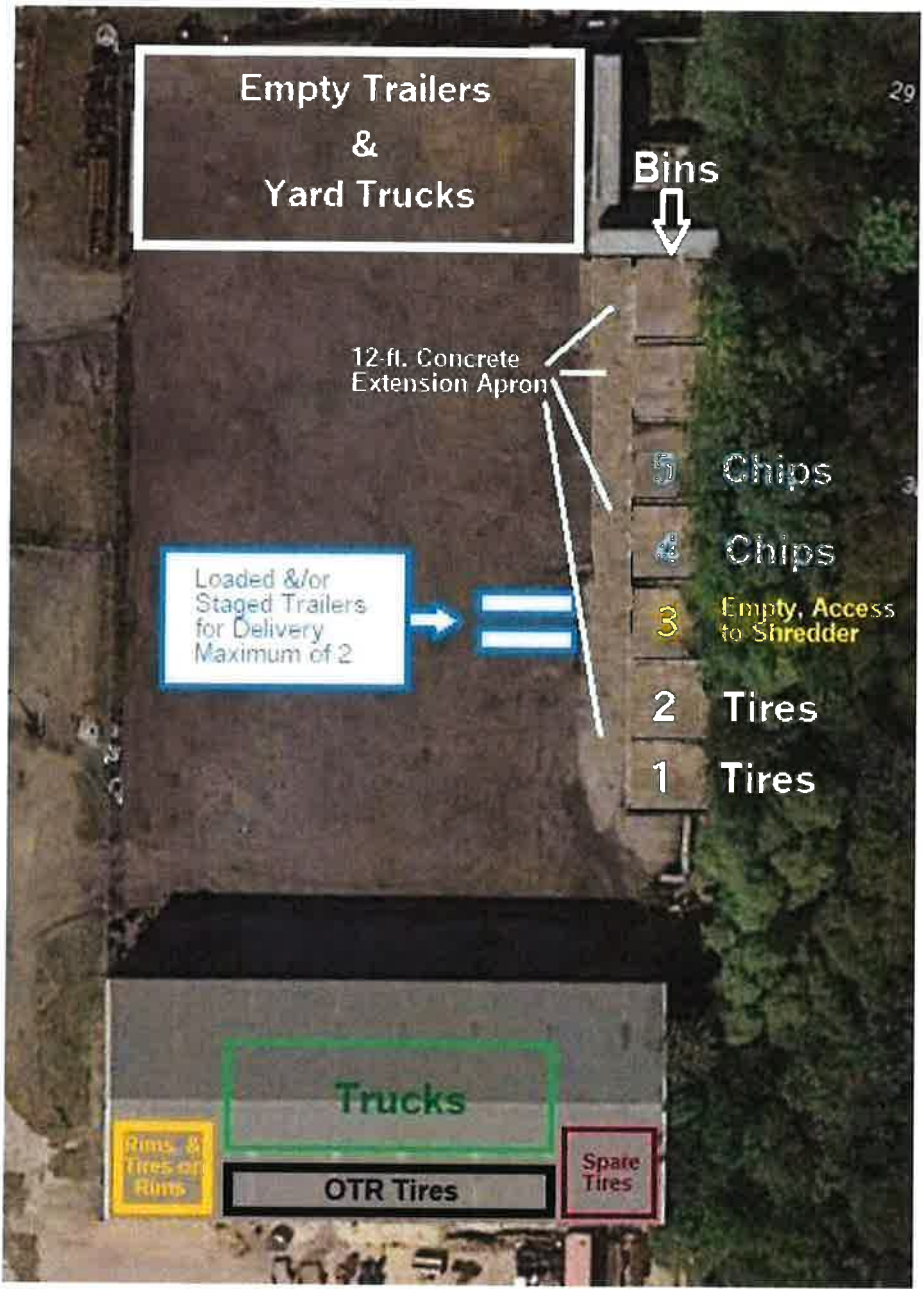 Empty Trailers
&
Yard Trucks
29
Bins
12-ft. Concrete
Extension Apron
5 Chips
3
4 Chips
Loaded &/or
Staged Trailers
for Delivery
Maximum of 2
3 Empty, Access
to Shredder
2 Tires
1 Tires
Trucks
Rims &
Tires on
Rims
OTR Tires
Spare
Tires